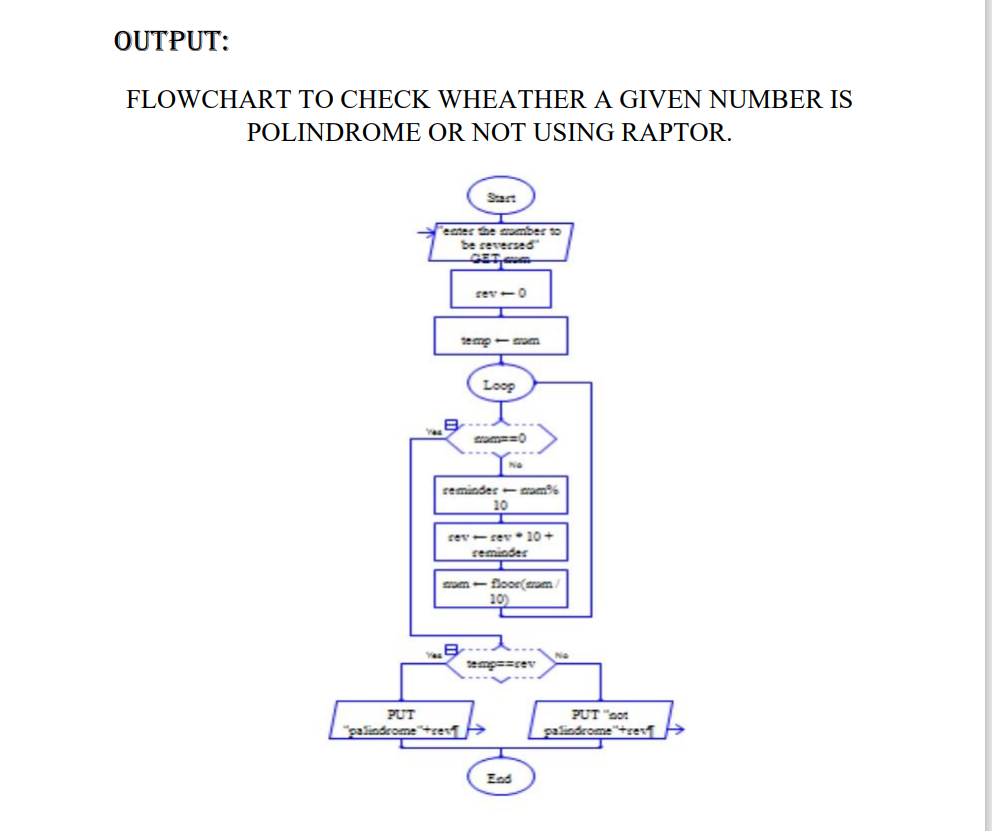 OUTPUT:
FLOWCHART TO CHECK WHEATHER A GIVEN NUMBER IS
POLINDROME OR NOT USING RAPTOR.
Start
"enter the number to
be reversed"
GET num
rev ← 0
temp ← num
Loop
Yes
num==0
No
reminder ← num%
10
rev ← rev * 10 +
reminder
num ← floor(num /
10)
Yes
temp==rev
No
PUT
"palindrome"+rev¶
PUT "not
palindrome"+rev¶
End